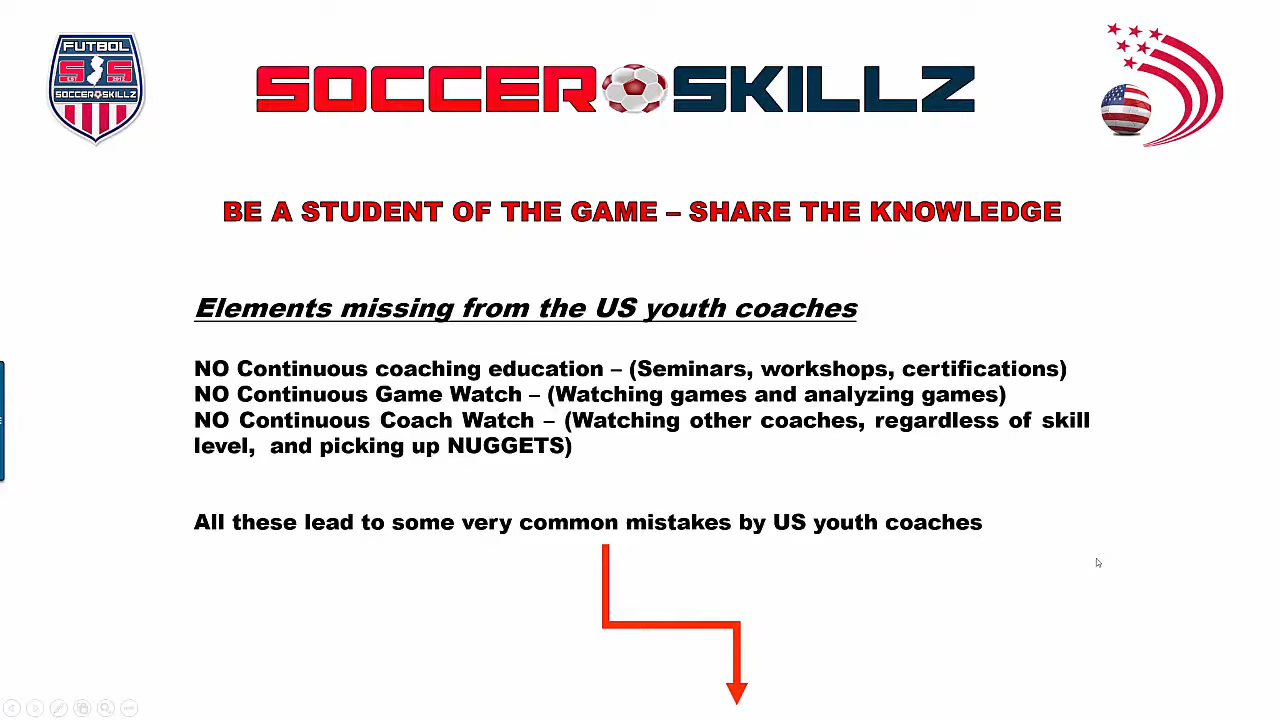 FUTBOL
S S
SOCCER SKILLZ
SOCCER SKILLZ
BE A STUDENT OF THE GAME – SHARE THE KNOWLEDGE
Elements missing from the US youth coaches
NO Continuous coaching education – (Seminars, workshops, certifications)
NO Continuous Game Watch – (Watching games and analyzing games)
NO Continuous Coach Watch – (Watching other coaches, regardless of skill
level, and picking up NUGGETS)
All these lead to some very common mistakes by US youth coaches